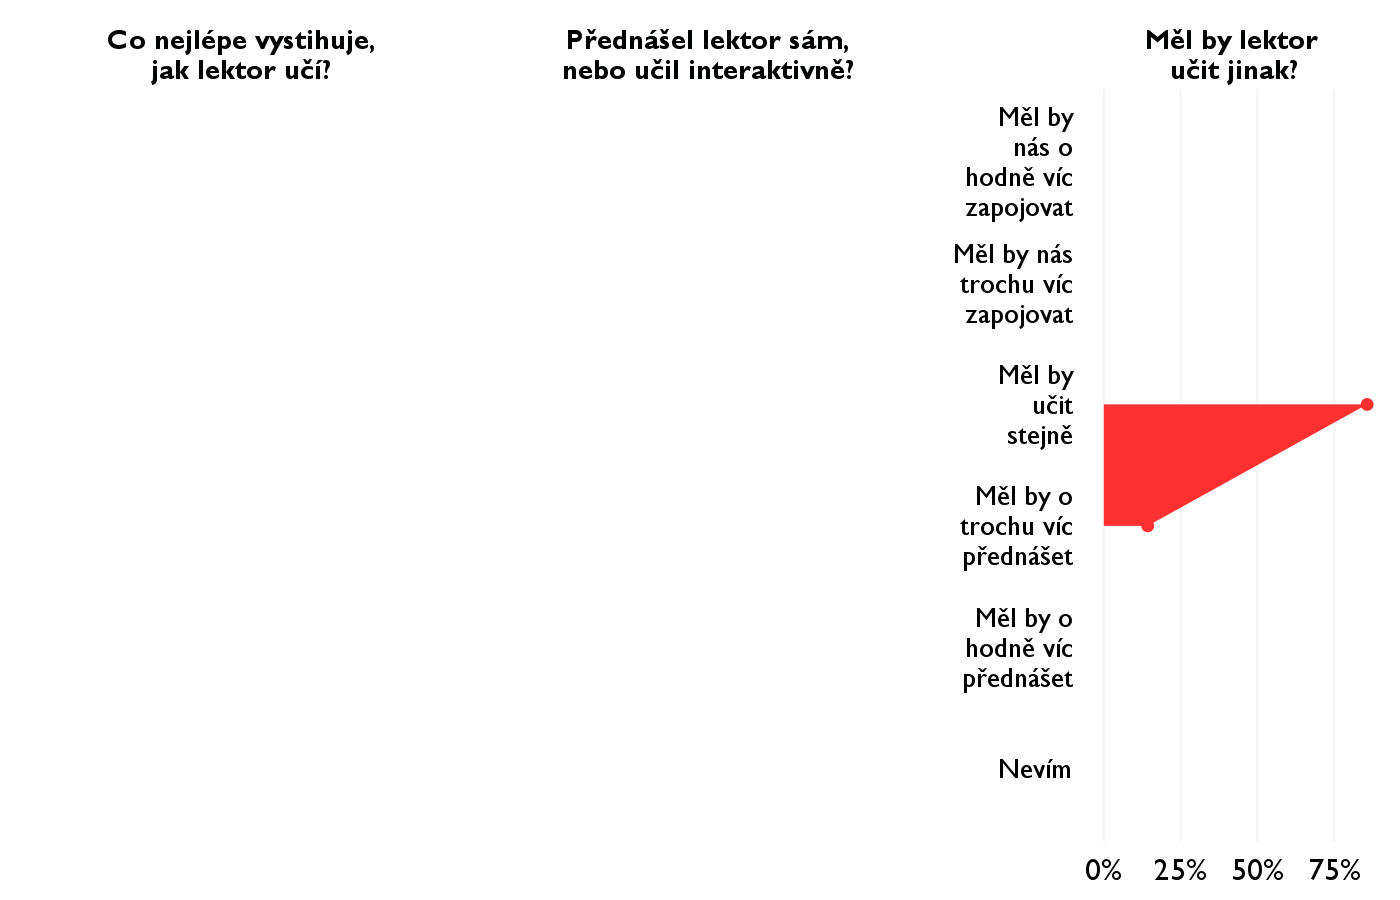 Co nejlépe vystihuje,
jak lektor učí?
Přednášel lektor sám,
nebo učil interaktivně?
Měl by lektor
učit jinak?
Měl by
nás o
hodně víc
zapojovat
Měl by nás
trochu víc
zapojovat
Měl by
učit
stejně
Měl by o
trochu víc
přednášet
Měl by o
hodně víc
přednášet
Nevím
0% 25% 50% 75%